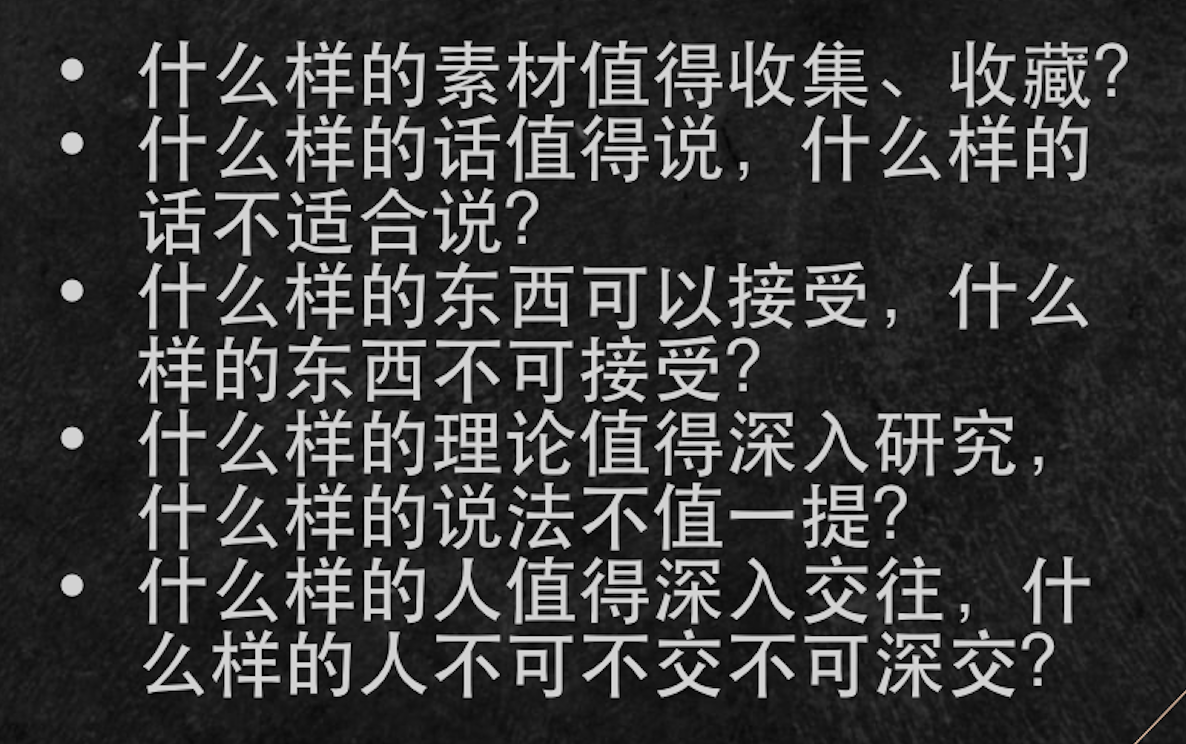 • 什么样的素材值得收集、收藏?
• 什么样的话值得说，什么样的
话不适合说?
• 什么样的东西可以接受，什么
样的东西不可接受?
• 什么样的理论值得深入研究，
什么样的说法不值一提?
• 什么样的人值得深入交往，什
么样的人不可不交不可深交?